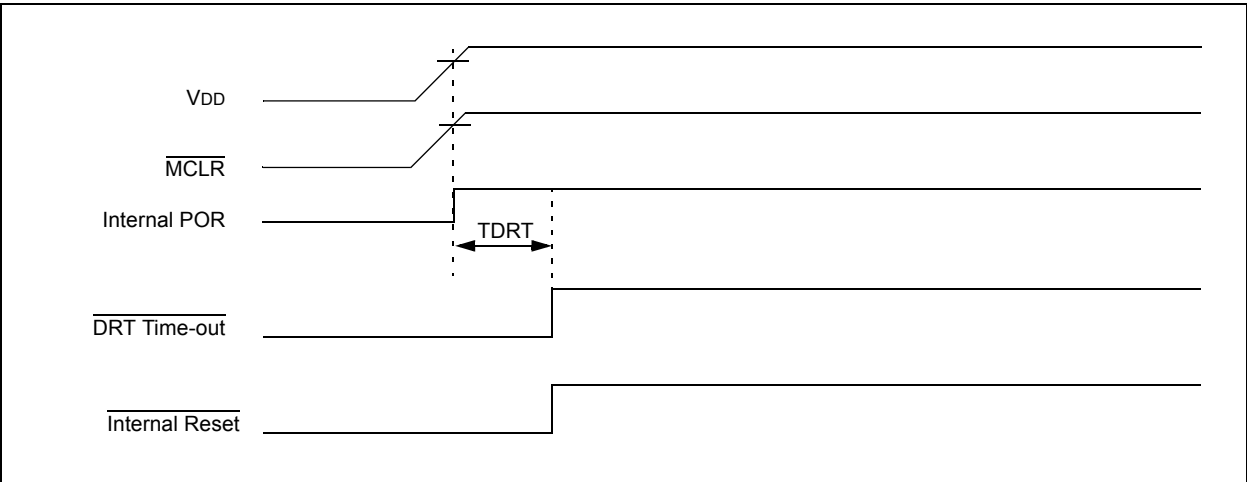 VDD
MCLR
Internal POR
TDRT
DRT Time-out
Internal Reset